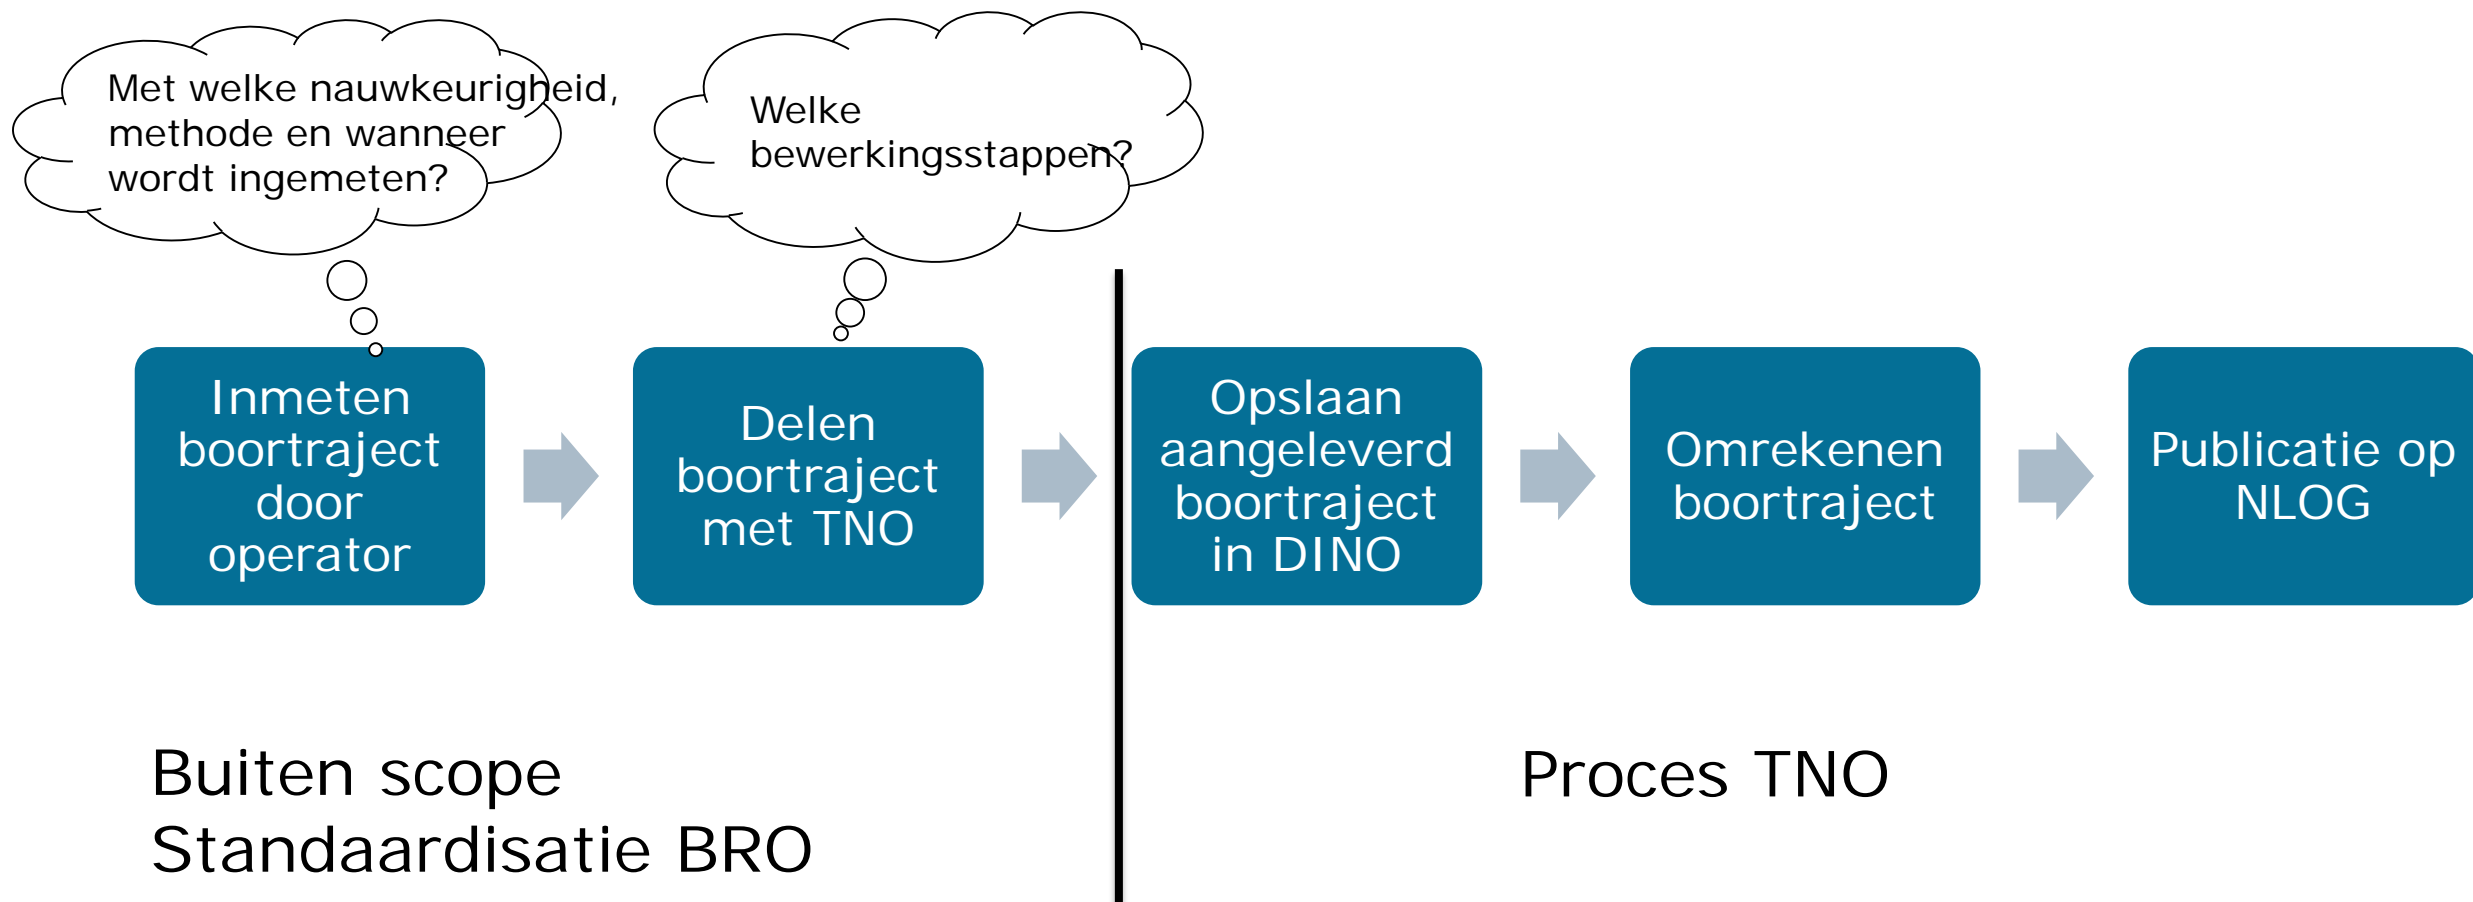 Met welke nauwkeurigheid,
methode en wanneer
wordt ingemeten?
Welke
bewerkingsstappen?
Inmeten
boortraject
door
operator
Delen
boortraject
met TNO
Opslaan
aangeleverd
boortraject
in DINO
Omrekenen
boortraject
Publicatie op
NLOG
Buiten scope
Standaardisatie BRO
Proces TNO